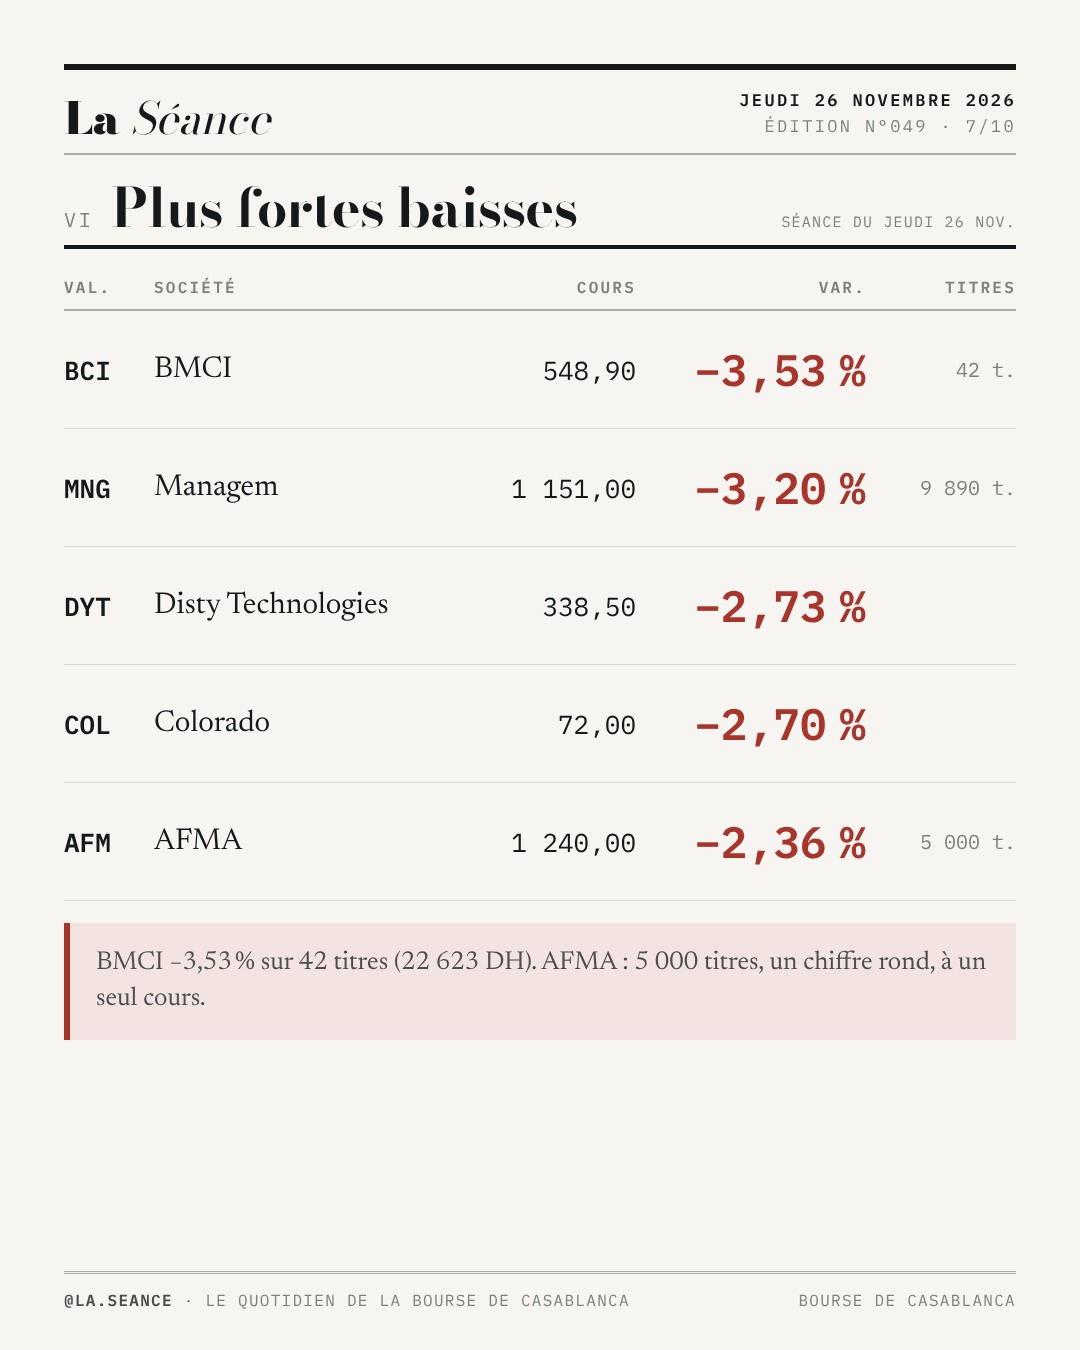 La Séance
JEUDI 26 NOVEMBRE 2026
ÉDITION N°049 · 7/10
VI Plus fortes baisses
SÉANCE DU JEUDI 26 NOV.
VAL. SOCIÉTÉ COURS VAR. TITRES
BCI BMCI 548,90 −3,53 % 42 t.
MNG Managem 1 151,00 −3,20 % 9 890 t.
DYT Disty Technologies 338,50 −2,73 %
COL Colorado 72,00 −2,70 %
AFM AFMA 1 240,00 −2,36 % 5 000 t.
BMCI −3,53 % sur 42 titres (22 623 DH). AFMA : 5 000 titres, un chiffre rond, à un
seul cours.
@LA.SEANCE · LE QUOTIDIEN DE LA BOURSE DE CASABLANCA
BOURSE DE CASABLANCA